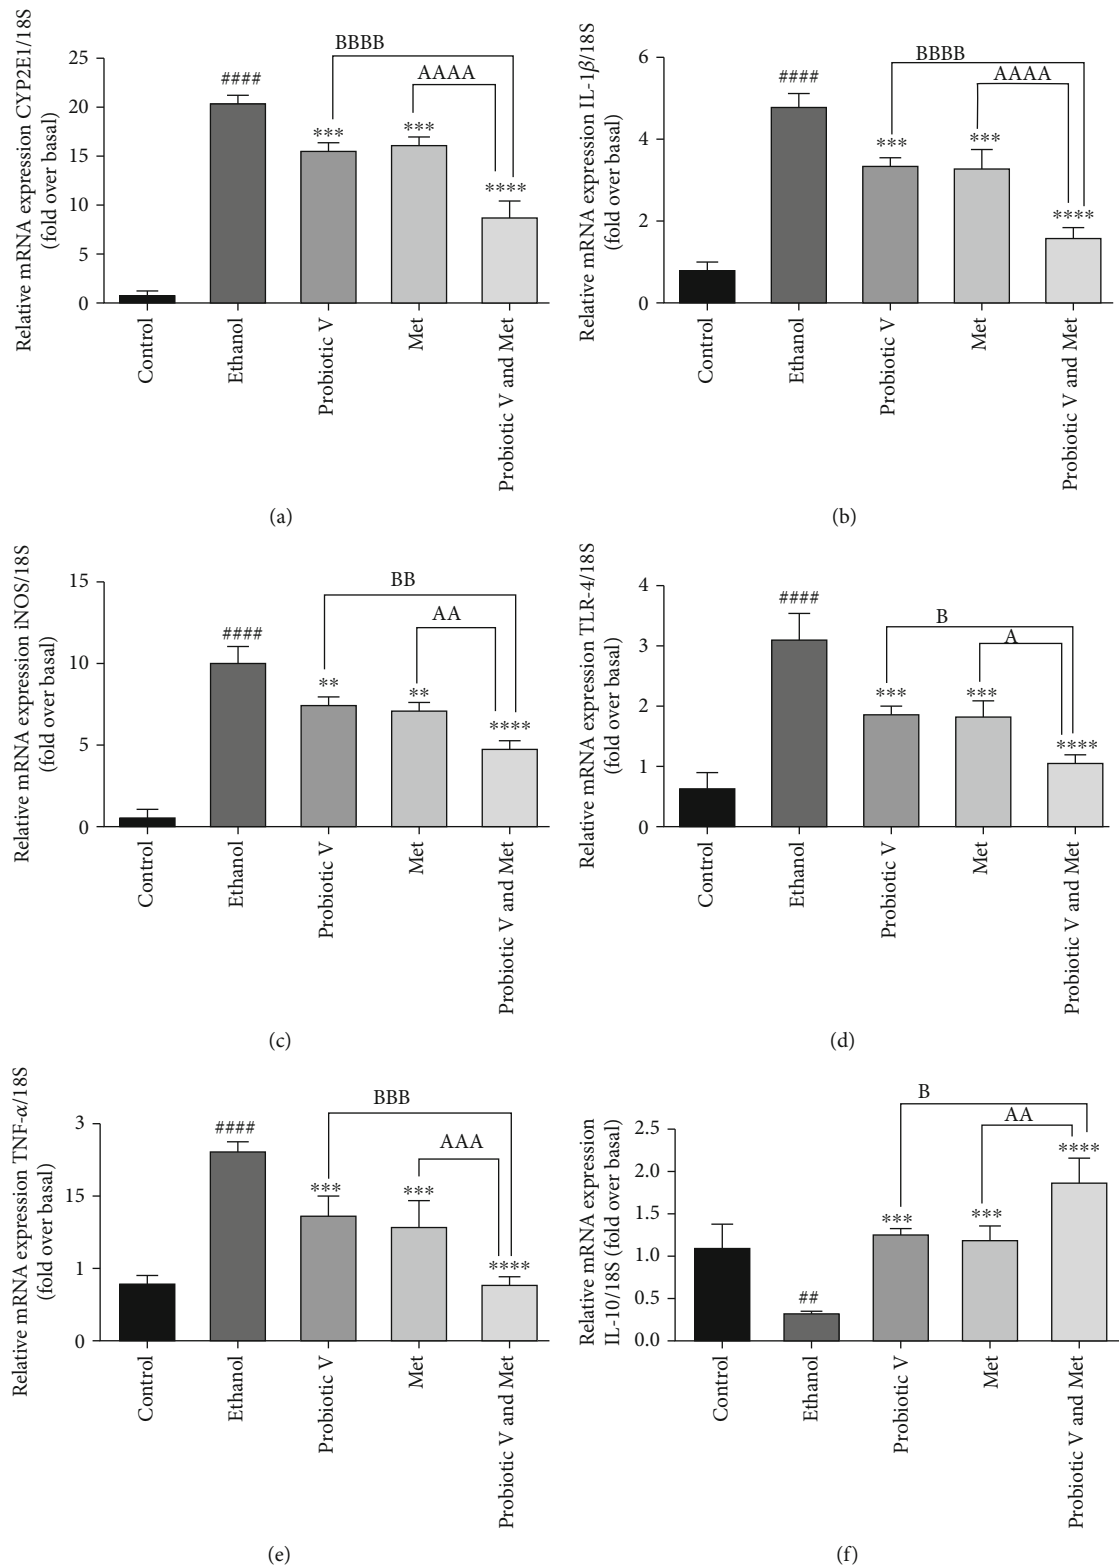 BBBB
AAAA
####
***
***
****
25
20
15
10
5
0
Relative mRNA expression CYP2E1/18S
(fold over basal)
Control
Ethanol
Probiotic V
Met
Probiotic V and Met
(a)
BBBB
AAAA
####
***
***
****
6
4
2
0
Relative mRNA expression IL-1β/18S
(fold over basal)
Control
Ethanol
Probiotic V
Met
Probiotic V and Met
(b)
BB
AA
####
**
**
****
15
10
5
0
Relative mRNA expression iNOS/18S
(fold over basal)
Control
Ethanol
Probiotic V
Met
Probiotic V and Met
(c)
B
A
####
***
***
****
4
3
2
1
0
Relative mRNA expression TLR-4/18S
(fold over basal)
Control
Ethanol
Probiotic V
Met
Probiotic V and Met
(d)
BBB
AAA
####
***
***
****
3
15
1
0
Relative mRNA expression TNF-α/18S
(fold over basal)
Control
Ethanol
Probiotic V
Met
Probiotic V and Met
(e)
B
AA
##
***
***
****
2.5
2.0
1.5
1.0
0.5
0.0
Relative mRNA expression
IL-10/18S (fold over basal)
Control
Ethanol
Probiotic V
Met
Probiotic V and Met
(f)